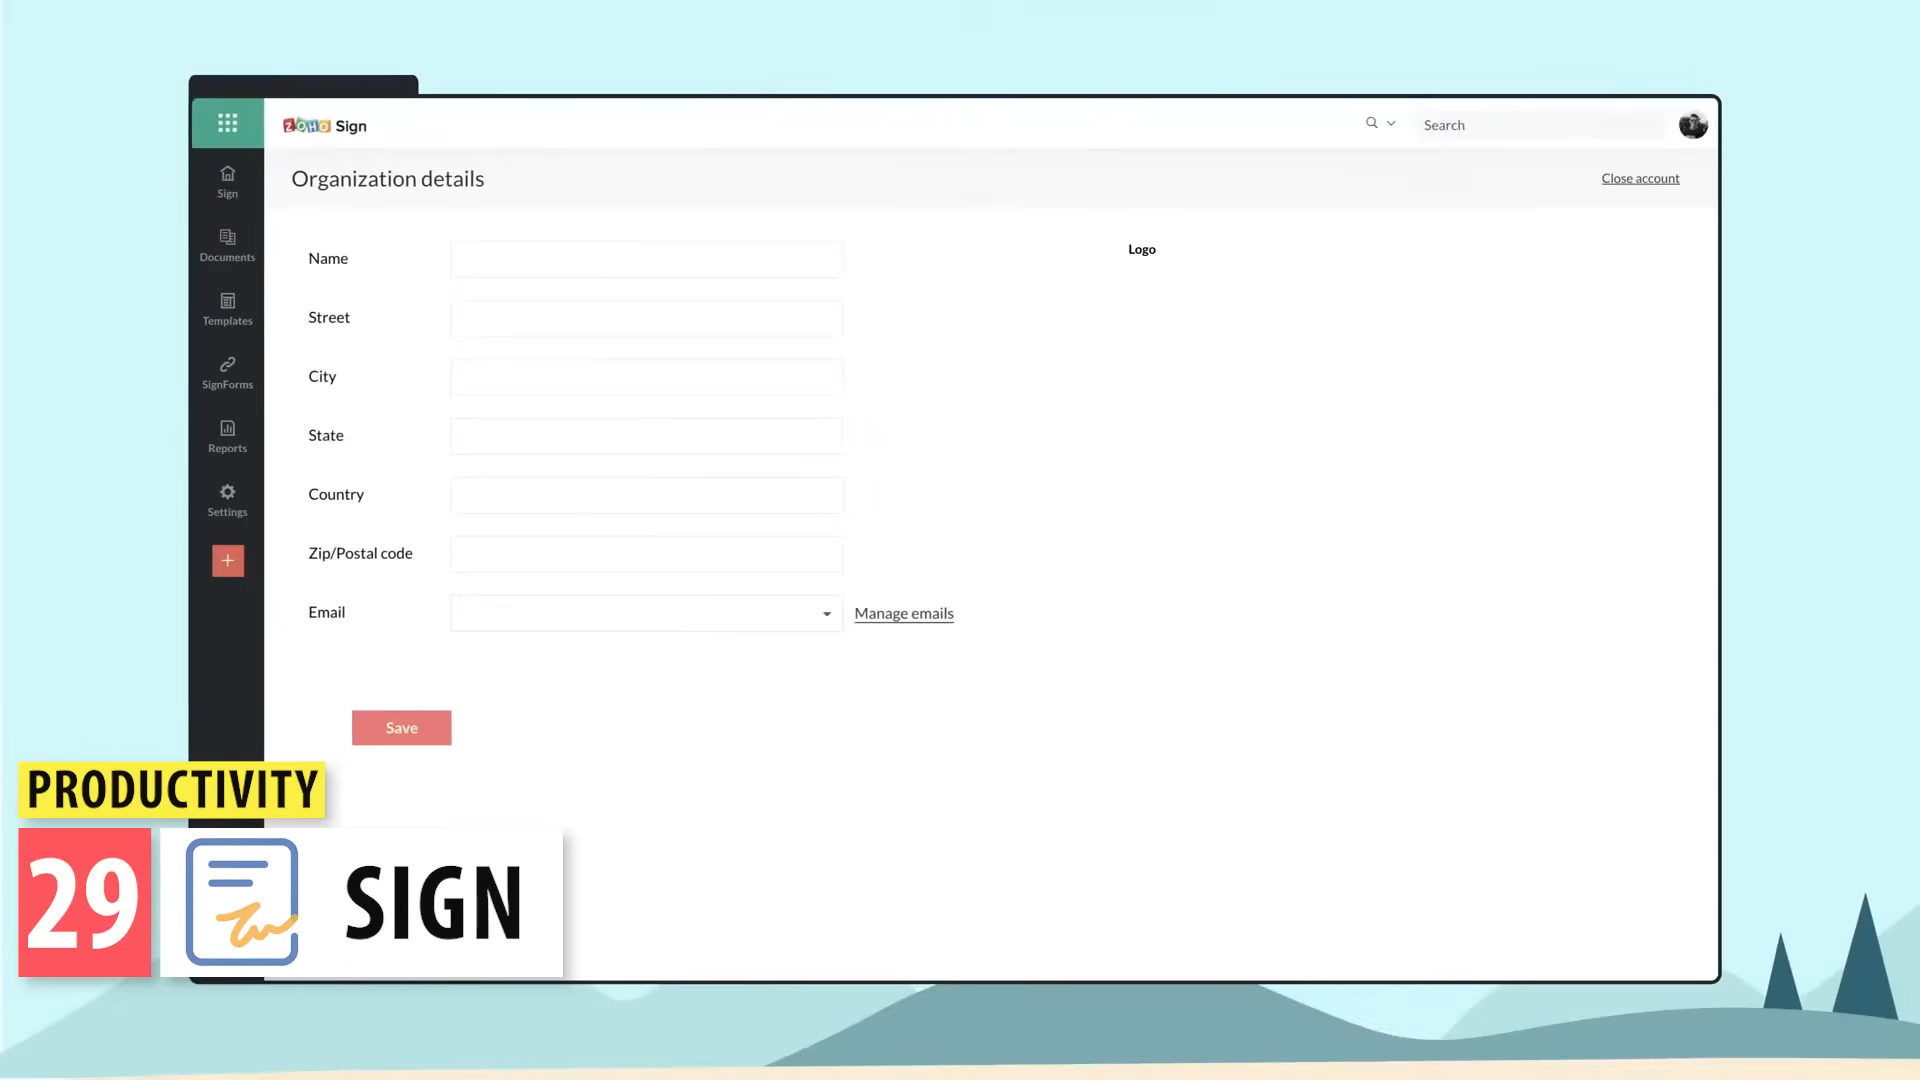 ZOHO Sign
Search
Organization details
Close account
Sign
Documents
Templates
SignForms
Reports
Settings
Name
Street
City
State
Country
Zip/Postal code
Email
Manage emails
Logo
Save
PRODUCTIVITY
29
SIGN